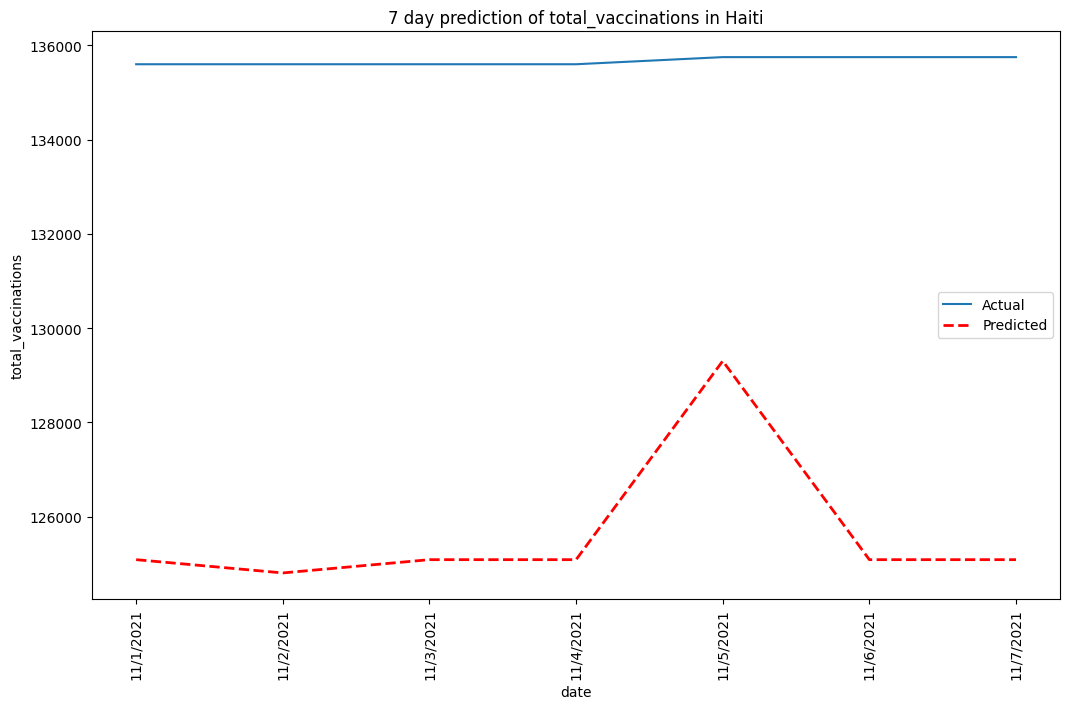 7 day prediction of total_vaccinations in Haiti
136000
134000
132000
130000
128000
126000
total_vaccinations
Actual
Predicted
11/1/2021
11/2/2021
11/3/2021
11/4/2021
11/5/2021
11/6/2021
11/7/2021
date